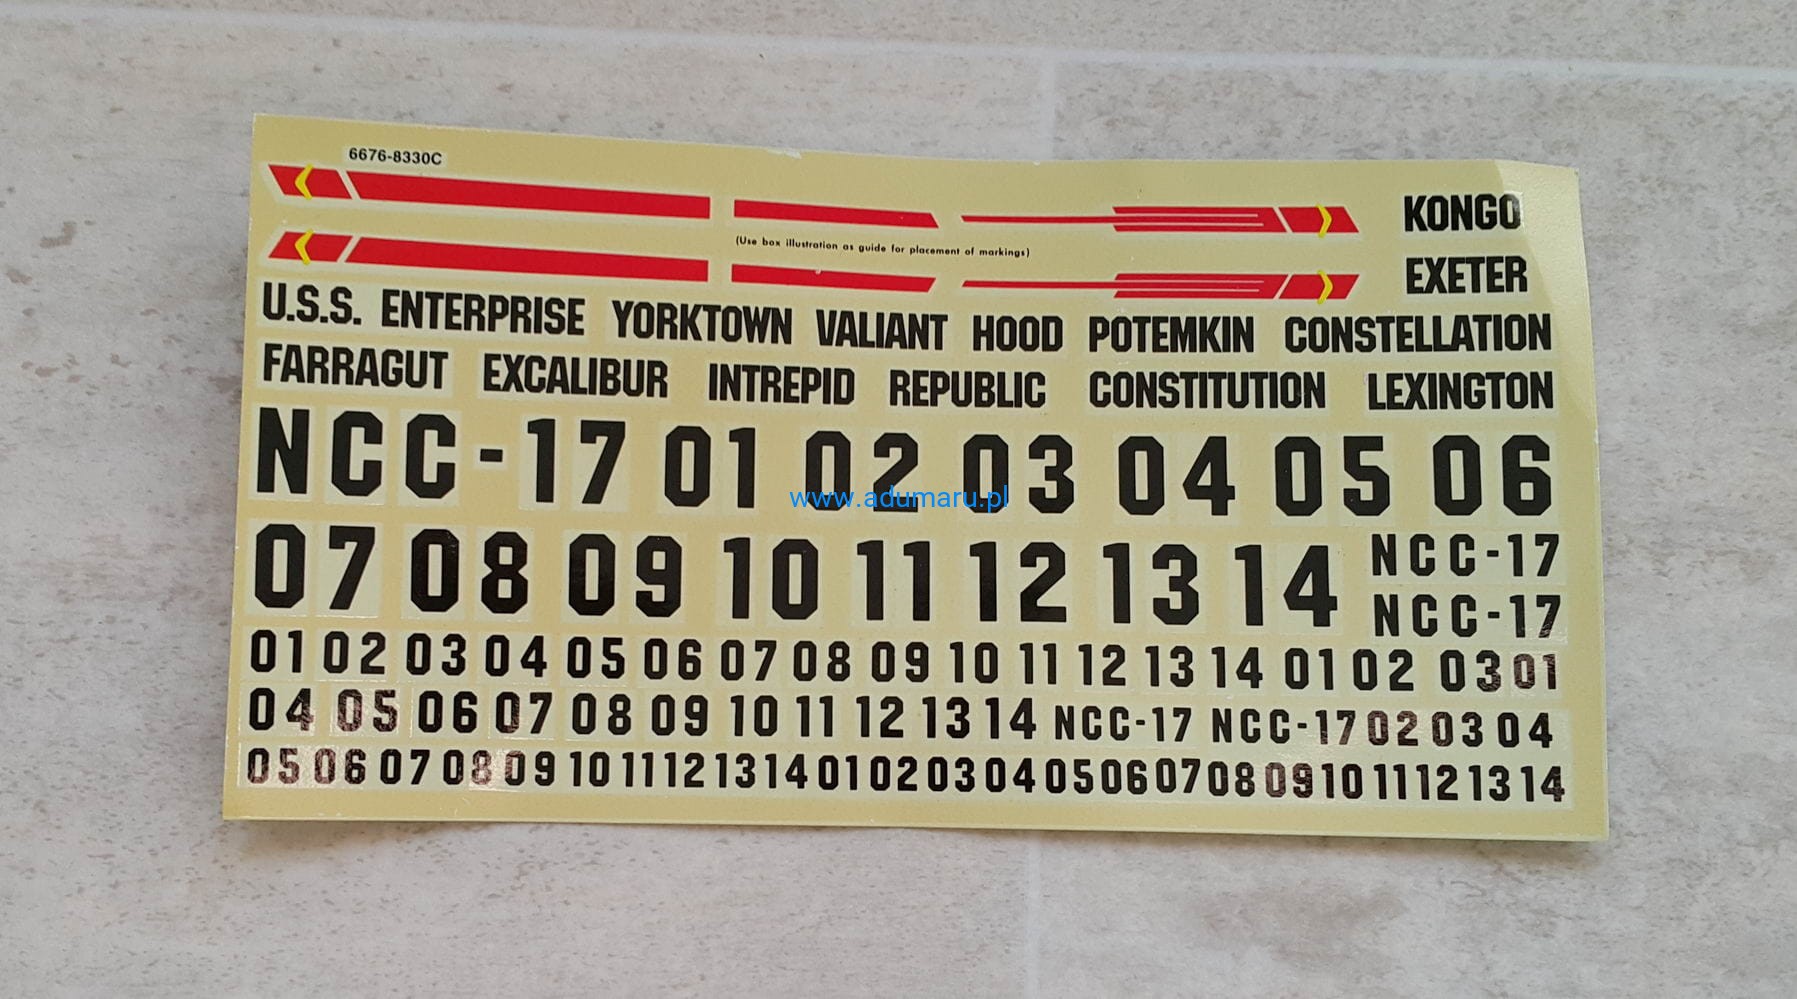 6676-8330C
KONGO
(Use box illustration as guide for placement of markings)
EXETER
U.S.S. ENTERPRISE YORKTOWN VALIANT HOOD POTEMKIN CONSTELLATION
FARRAGUT EXCALIBUR INTREPID REPUBLIC CONSTITUTION LEXINGTON
NCC-17 01 02 03 04 05 06
www.adumaru.pl
07 08 09 10 11 12 13 14 NCC-17
NCC-17
01 02 03 04 05 06 07 08 09 10 11 12 13 14 01 02 03 01
04 05 06 07 08 09 10 11 12 13 14 NCC-17 NCC-17 02 03 04
05 06 07 08 09 10 11 12 13 14 01 02 03 04 05 06 07 08 09 10 11 12 13 14